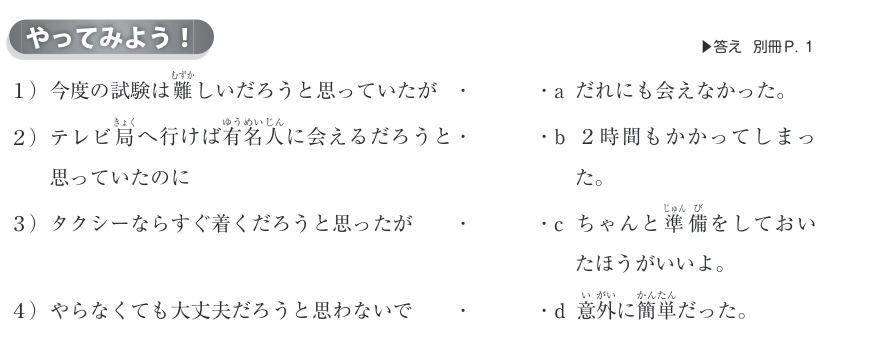 やってみよう！
▶答え 別冊P. 1
1）今度の試験は難しいだろうと思っていたが ・ ・a だれにも会えなかった。
2）テレビ局へ行けば有名人に会えるだろうと・ ・b 2時間もかかってしまっ
思っていたのに た。
3）タクシーならすぐ着くだろうと思ったが ・ ・c ちゃんと準備をしておい
たほうがいいよ。
4）やらなくても大丈夫だろうと思わないで ・ ・d 意外に簡単だった。